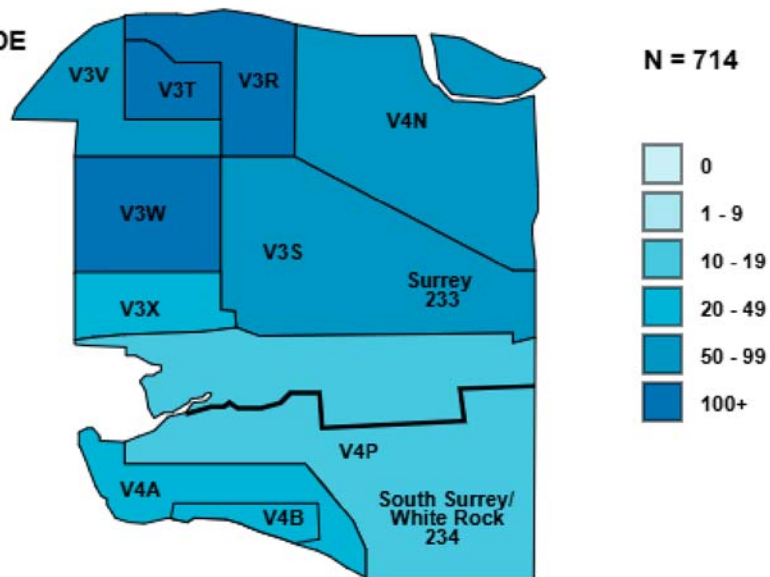 DE
N = 714
V3V
V3T
V3R
V4N
V3W
V3S
V3X
Surrey
233
V4P
V4A
V4B
South Surrey/
White Rock
234
0
1 - 9
10 - 19
20 - 49
50 - 99
100+